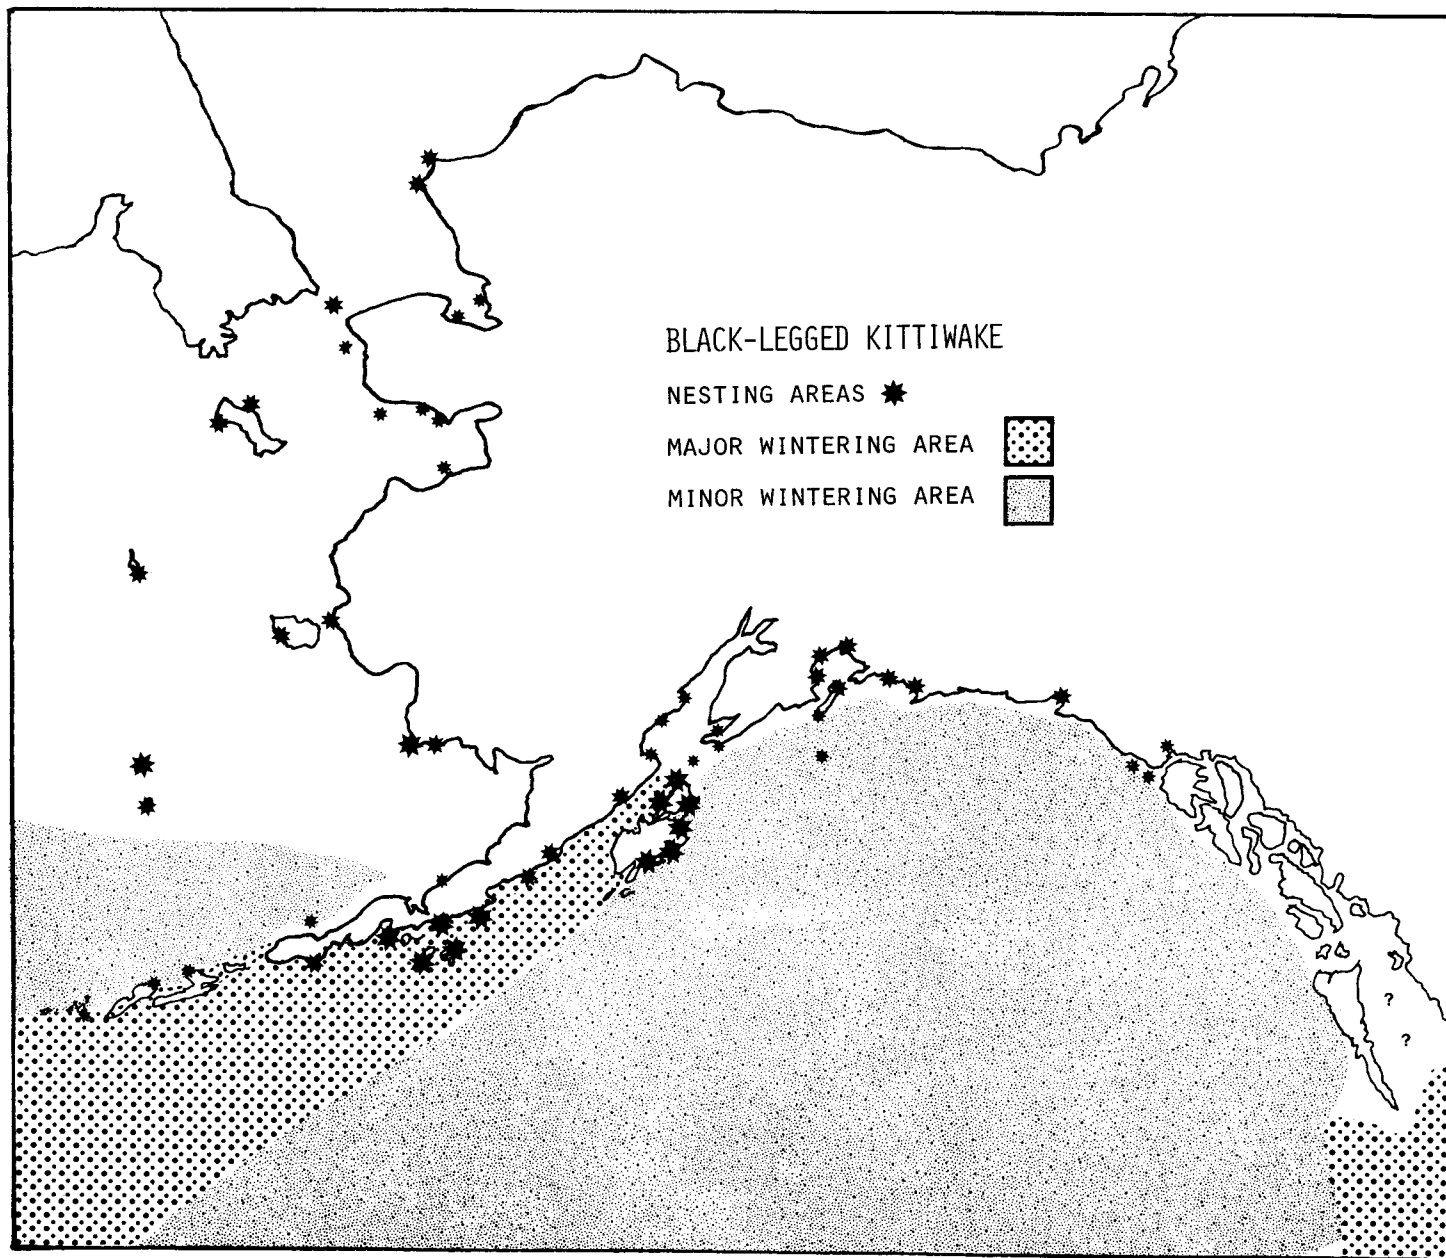 BLACK-LEGGED KITTIWAKE
NESTING AREAS
MAJOR WINTERING AREA
MINOR WINTERING AREA
?
?